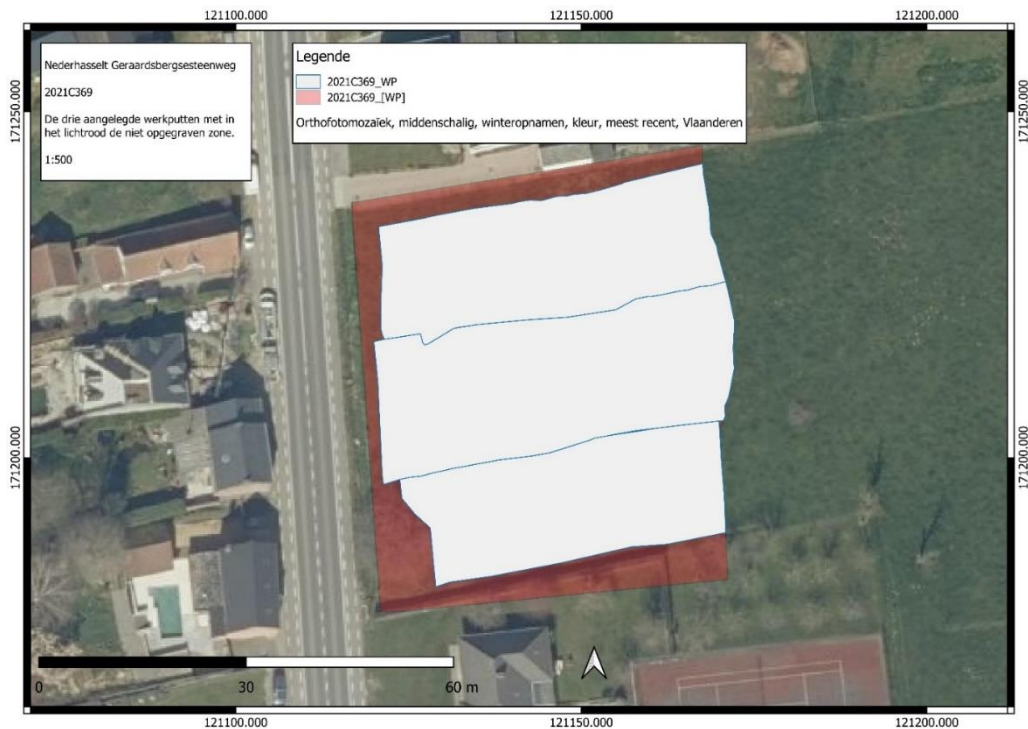 121100.000
121150.000
121200.000
Nederhasselt Geraardsbergsesteenweg
2021C369
De drie aangelegde werkputten met in
het lichtrood de niet opgegraven zone.
1:500
Legende
2021C369_WP
2021C369_[WP]
Orthofotomozaïek, middenschalig, winteropnamen, kleur, meest recent, Vlaanderen
171250.000
171250.000
171200.000
171200.000
0
30
60 m
121100.000
121150.000
121200.000